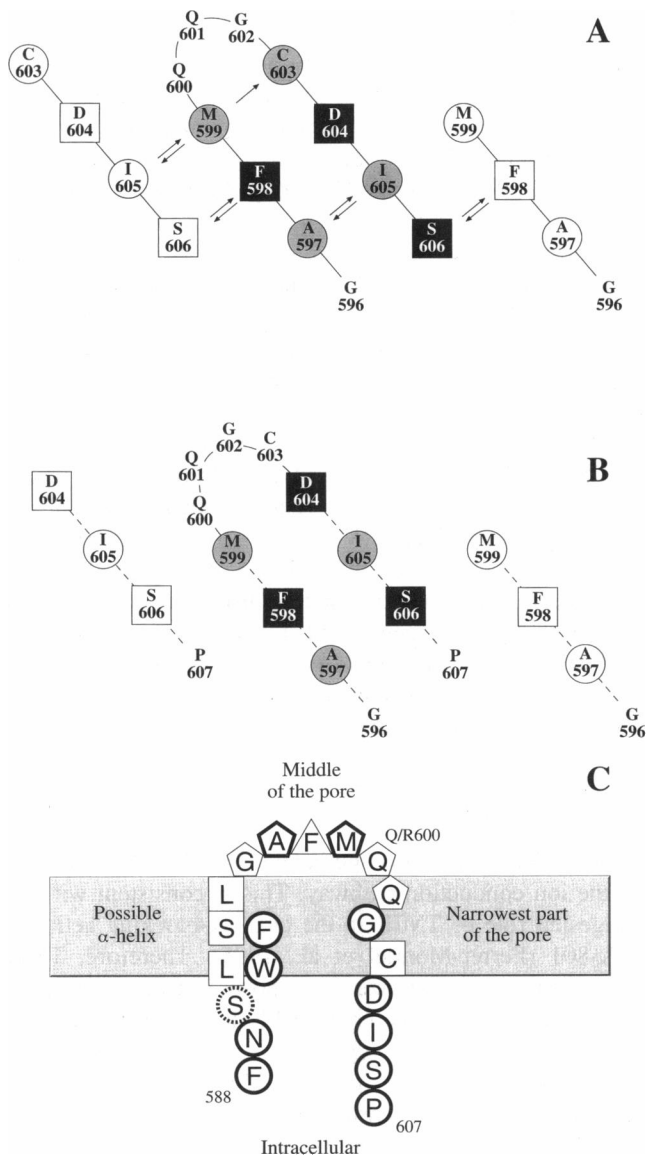 A
Q 601
G 602
C 603
Q 600
C 603
D 604
M 599
D 604
M 599
I 605
F 598
I 605
F 598
S 606
A 597
S 606
A 597
G 596
G 596
B
G 602
C 603
Q 601
D 604
Q 600
D 604
I 605
M 599
I 605
M 599
S 606
F 598
S 606
F 598
P 607
A 597
P 607
A 597
G 596
G 596
C
Middle
of the pore
Q/R600
G A F M Q
Possible
α-helix
L
S F
L W
S
N
F
588
Q
G
C
D
I
S
P
607
Narrowest part
of the pore
Intracellular